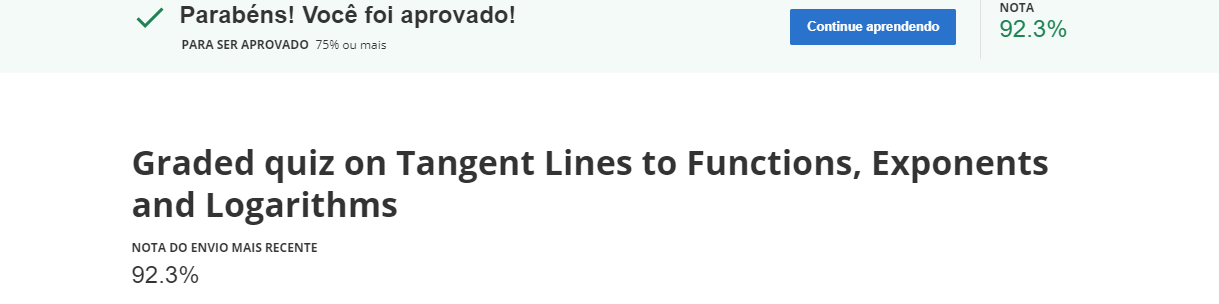 Parabéns! Você foi aprovado!
PARA SER APROVADO 75% ou mais
Continue aprendendo
NOTA
92.3%
Graded quiz on Tangent Lines to Functions, Exponents
and Logarithms
NOTA DO ENVIO MAIS RECENTE
92.3%